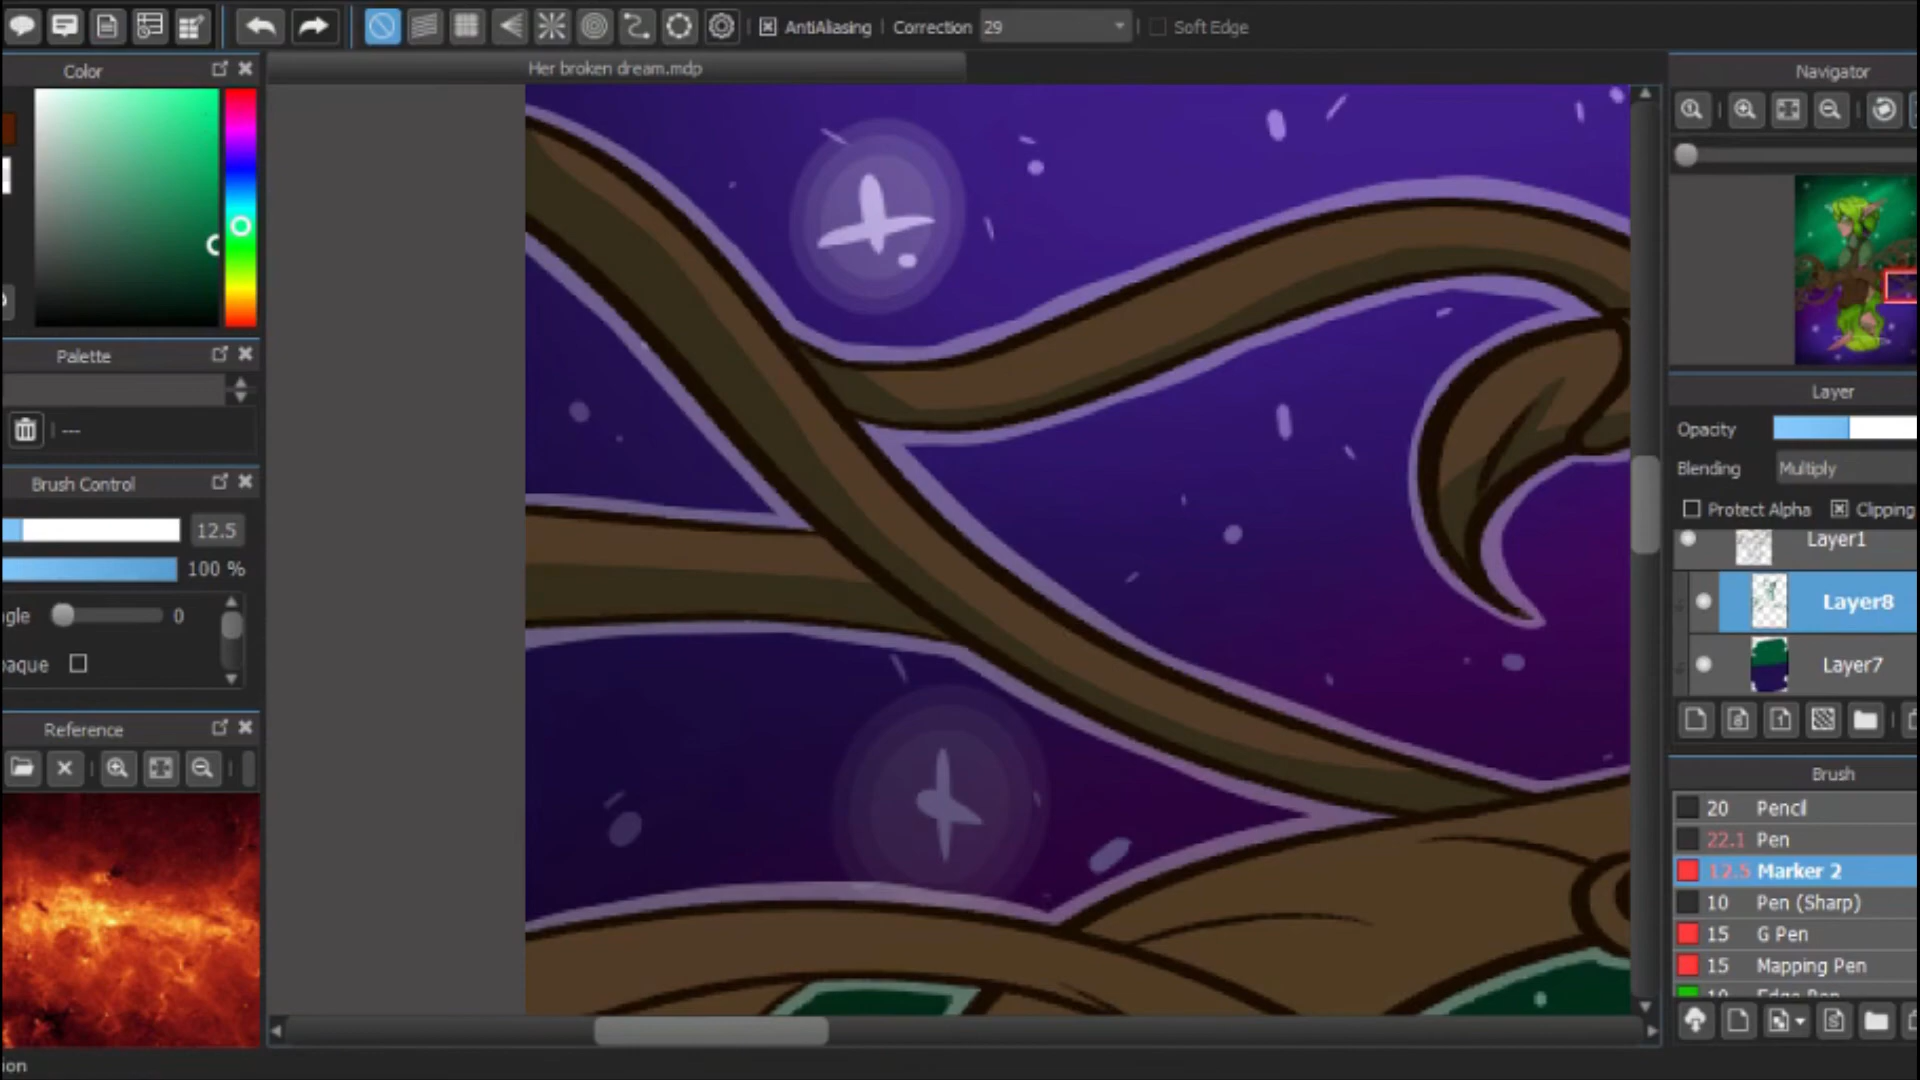 AntiAliasing Correction 29 Soft Edge
Color
Her broken dream.mdp
Navigator
Palette
---
Layer
Opacity
Blending Multiply
Brush Control
Protect Alpha Clipping
12.5
Layer1
100 %
Layer8
gle 0
aque
Layer7
Reference
Brush
20 Pencil
22.1 Pen
12.5 Marker 2
10 Pen (Sharp)
15 G Pen
15 Mapping Pen
ion